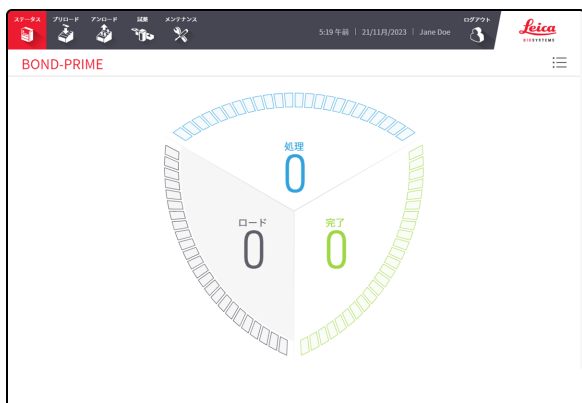 ステータス プリロード アンロード 試薬 メンテナンス
5:19 午前 | 21/11月/2023 | Jane Doe
ログアウト
Leica
BIOSYSTEMS
BOND-PRIME
処理
0
ロード
0
完了
0